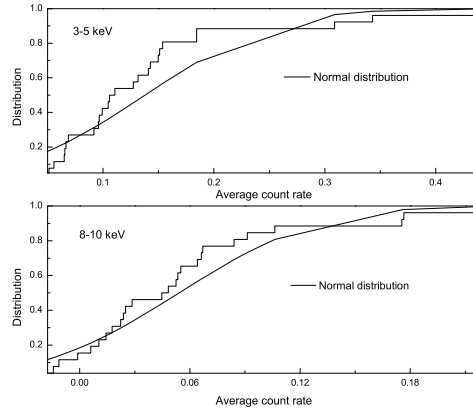 1.0
0.8
0.6
0.4
0.2
Distribution
3-5 keV
Normal distribution
0.1
0.2
0.3
0.4
Average count rate
1.0
0.8
0.6
0.4
0.2
Distribution
8-10 keV
Normal distribution
0.00
0.06
0.12
0.18
Average count rate